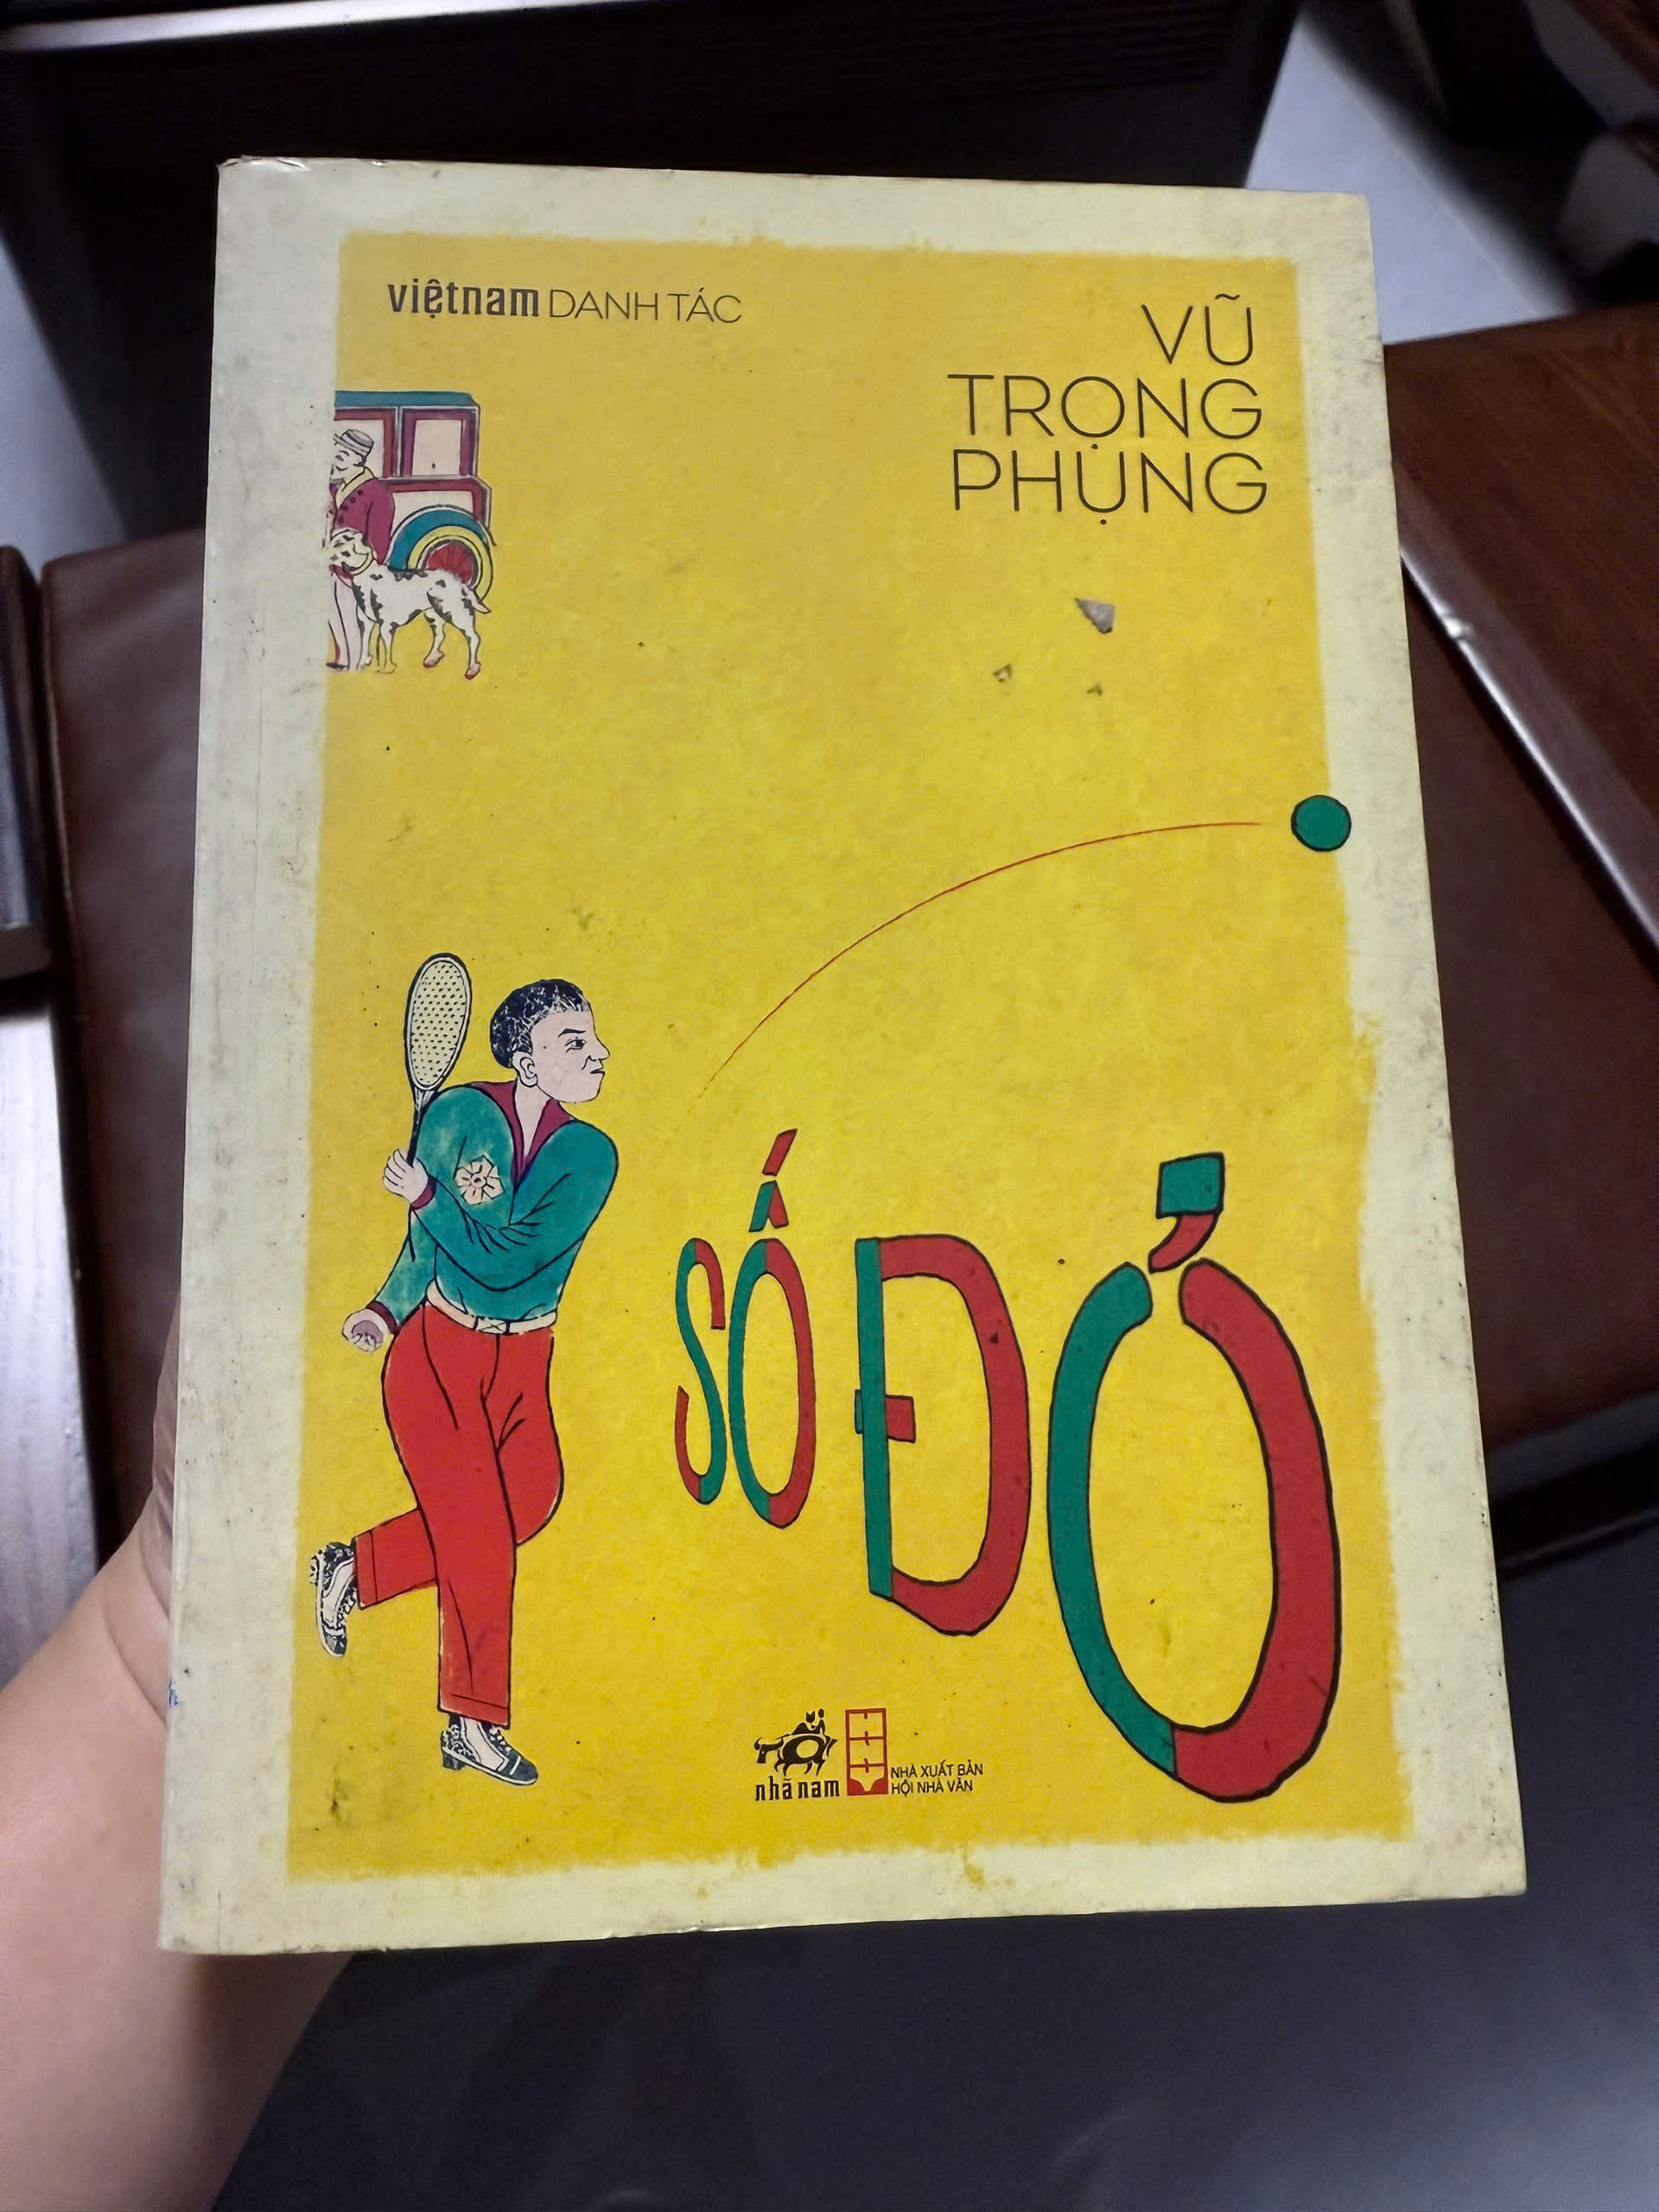 việtnam DANH TÁC
VŨ
TRỌNG
PHỤNG
SỐ ĐỎ
nhã nam
NHÀ XUẤT BẢN
HỘI NHÀ VĂN